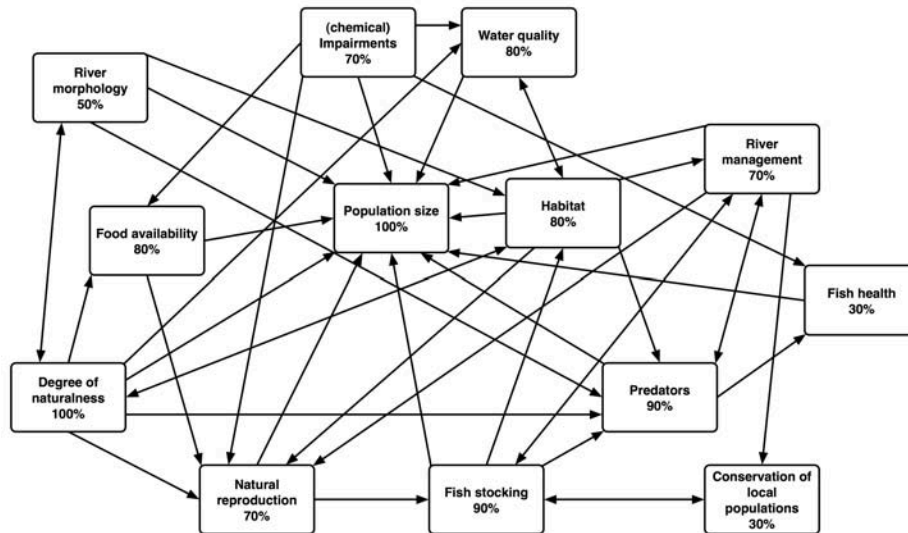 (chemical)
Impairments
70%
Water quality
80%
River
morphology
50%
River
management
70%
Population size
100%
Habitat
80%
Food availability
80%
Fish health
30%
Degree of
naturalness
100%
Predators
90%
Natural
reproduction
70%
Fish stocking
90%
Conservation of
local
populations
30%